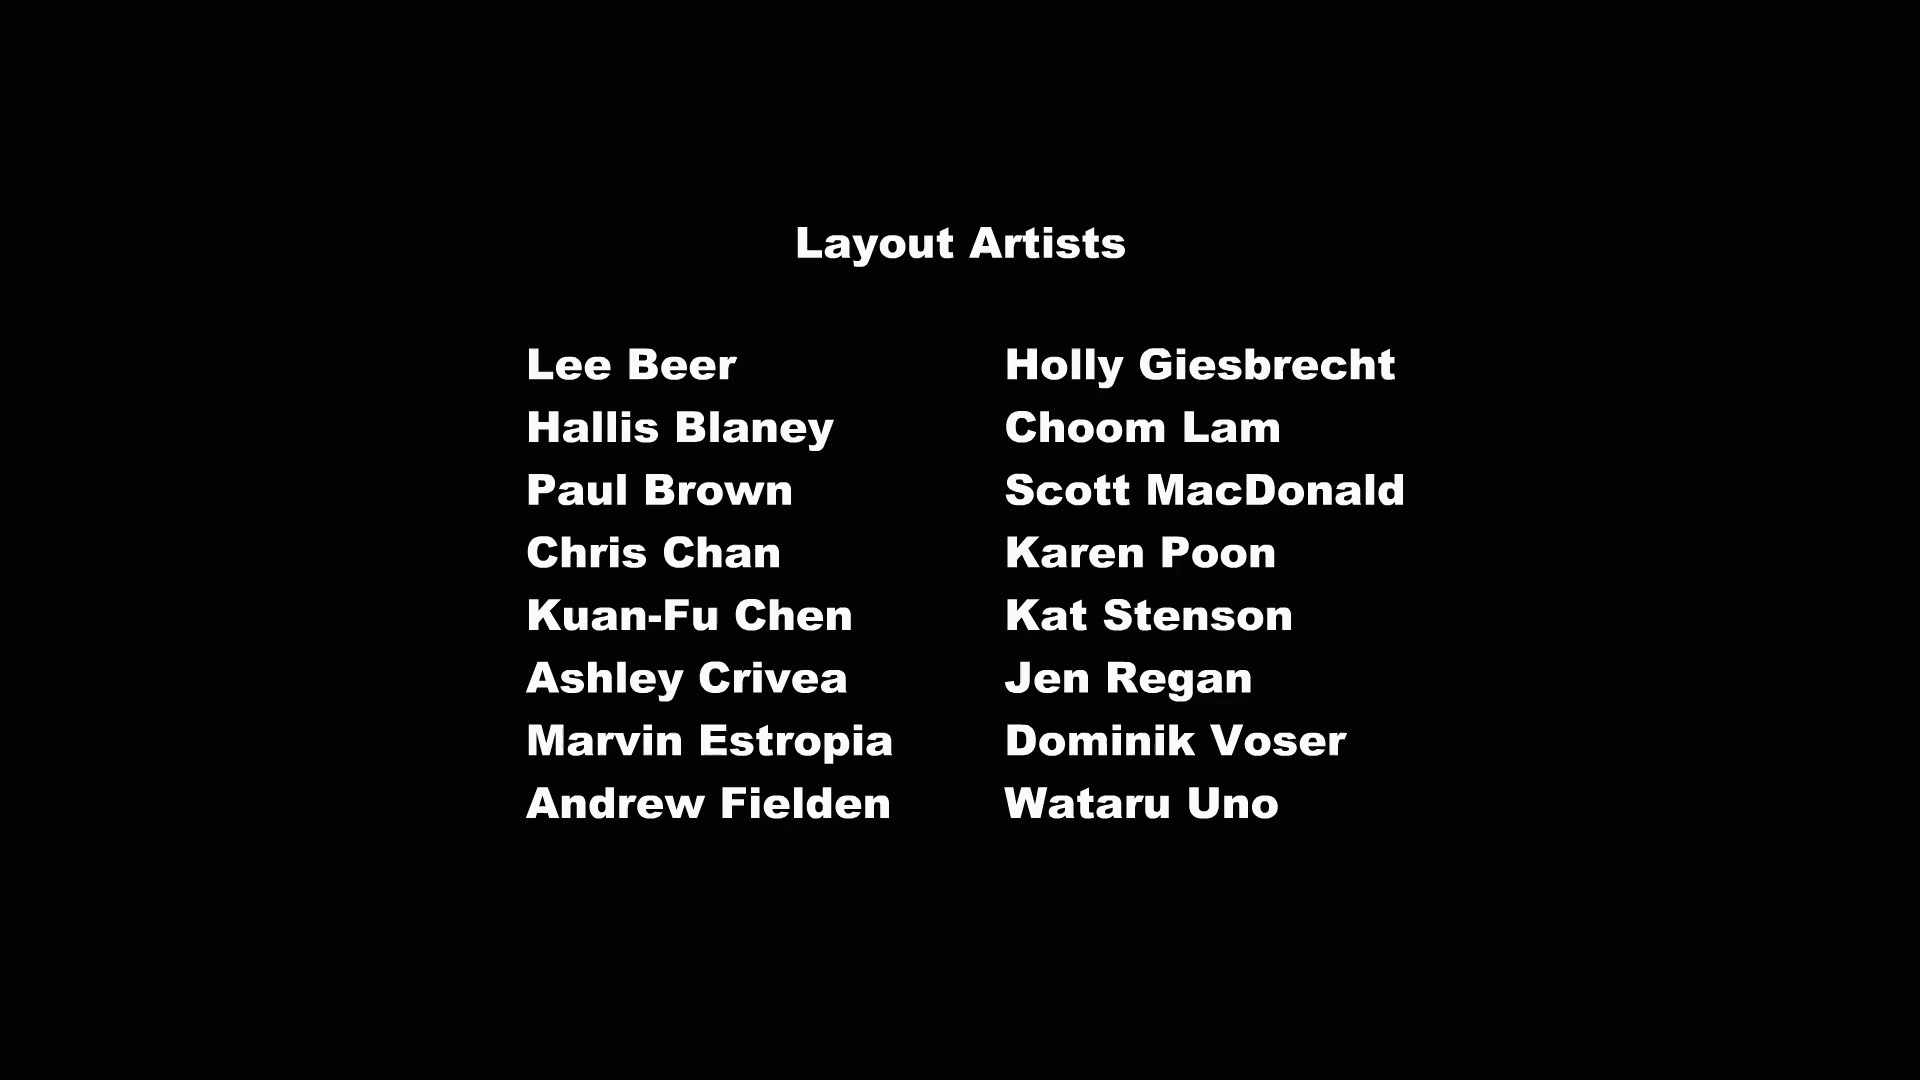 Layout Artists
Lee Beer
Hallis Blaney
Paul Brown
Chris Chan
Kuan-Fu Chen
Ashley Crivea
Marvin Estropia
Andrew Fielden
Holly Giesbrecht
Choom Lam
Scott MacDonald
Karen Poon
Kat Stenson
Jen Regan
Dominik Voser
Wataru Uno